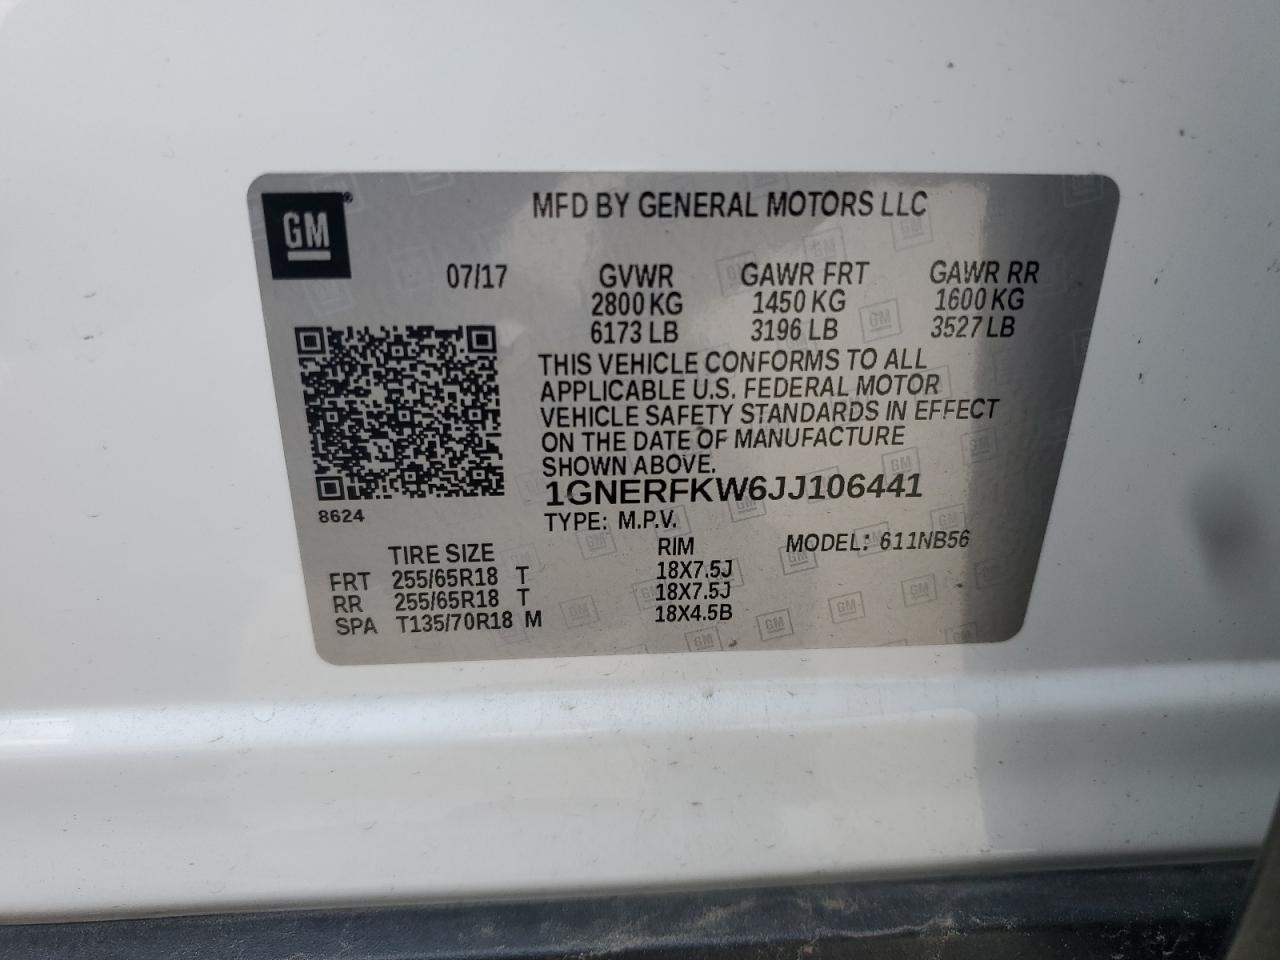 GM®
MFD BY GENERAL MOTORS LLC
07/17 GVWR GAWR FRT GAWR RR
2800 KG 1450 KG 1600 KG
6173 LB 3196 LB 3527 LB
THIS VEHICLE CONFORMS TO ALL
APPLICABLE U.S. FEDERAL MOTOR
VEHICLE SAFETY STANDARDS IN EFFECT
ON THE DATE OF MANUFACTURE
SHOWN ABOVE.
1GNERFKW6JJ106441
8624
TYPE: M.P.V. MODEL: 611NB56
TIRE SIZE RIM
FRT 255/65R18 T 18X7.5J
RR 255/65R18 T 18X7.5J
SPA T135/70R18 M 18X4.5B